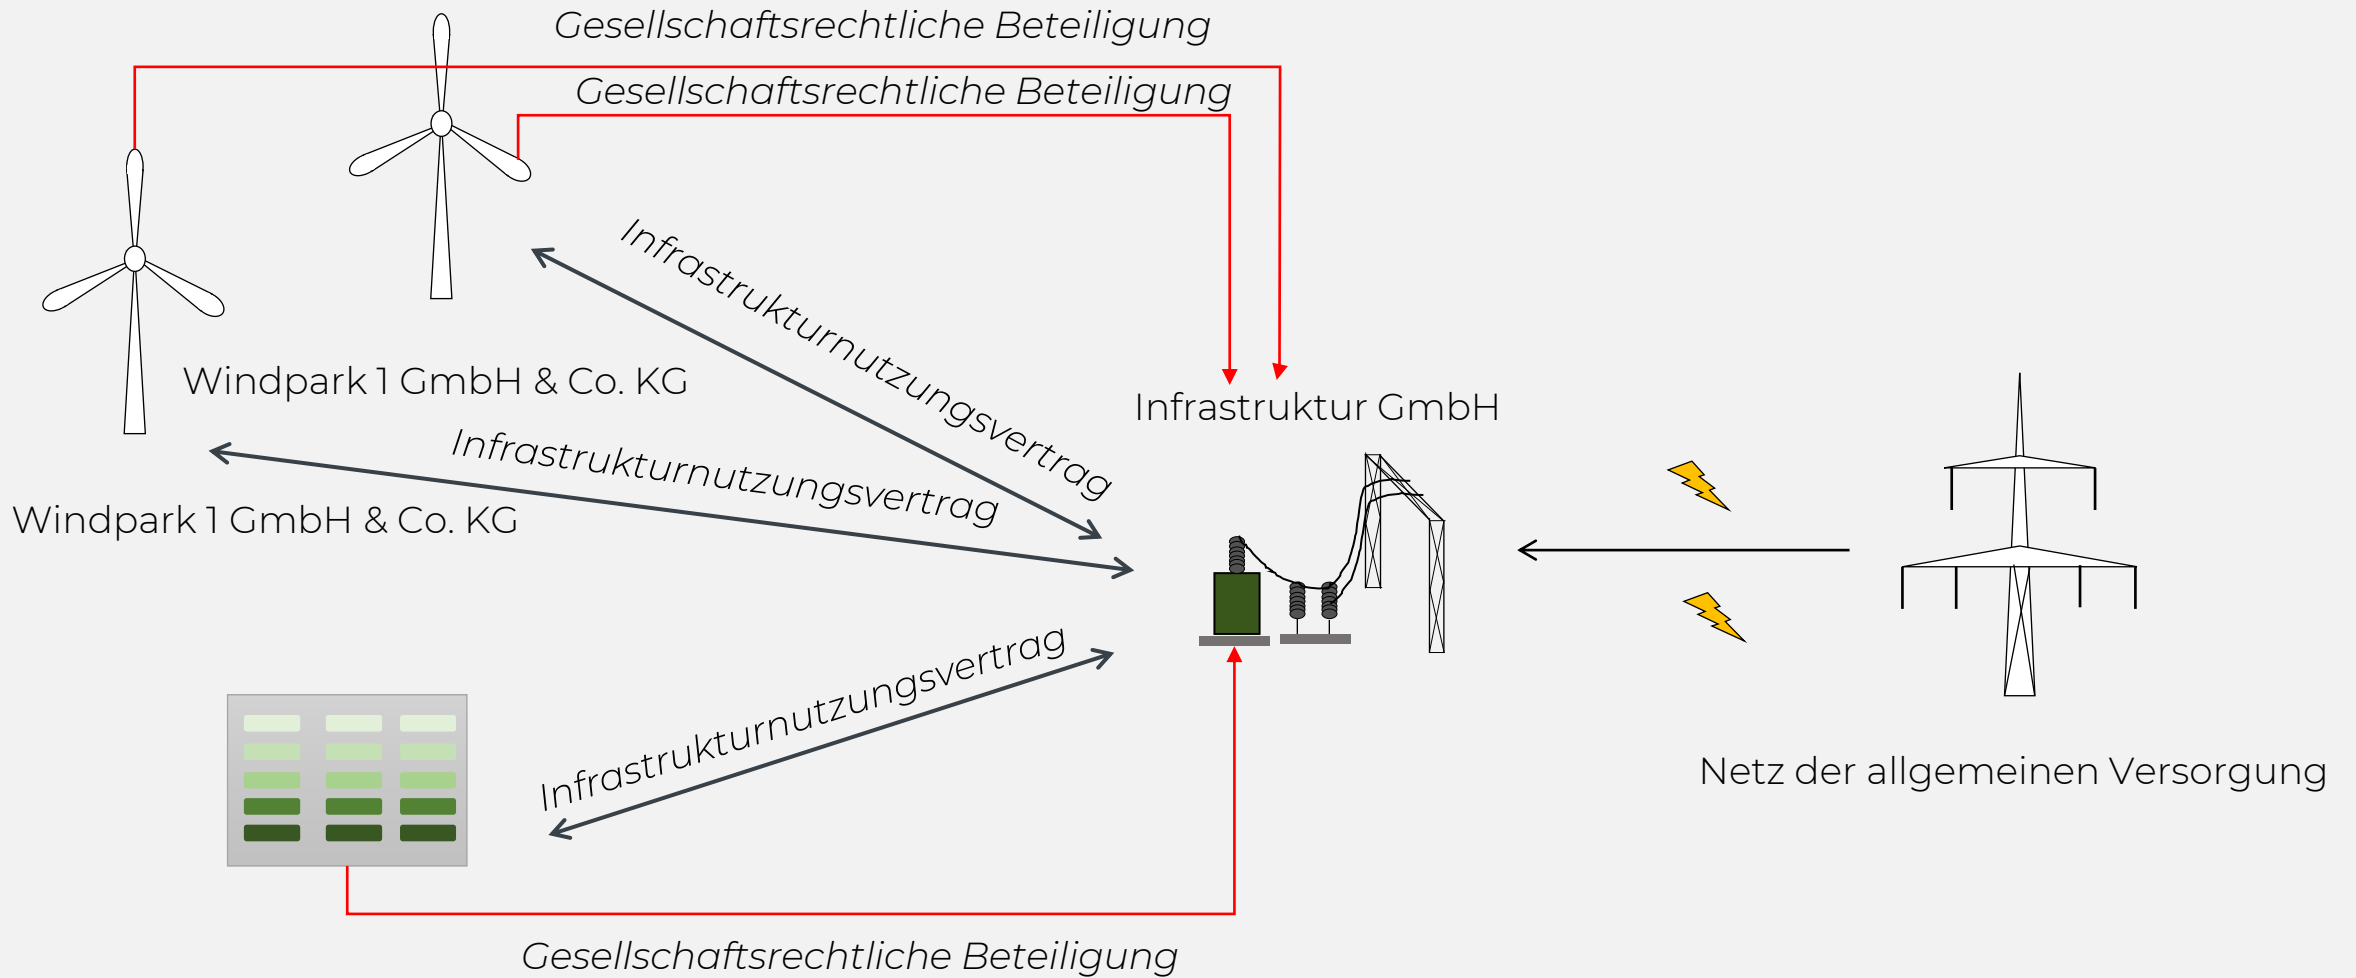 Gesellschaftsrechtliche Beteiligung
Gesellschaftsrechtliche Beteiligung
Infrastrukturnutzungsvertrag
Windpark 1 GmbH & Co. KG
Infrastruktur GmbH
Infrastrukturnutzungsvertrag
Windpark 1 GmbH & Co. KG
Infrastrukturnutzungsvertrag
Netz der allgemeinen Versorgung
Gesellschaftsrechtliche Beteiligung